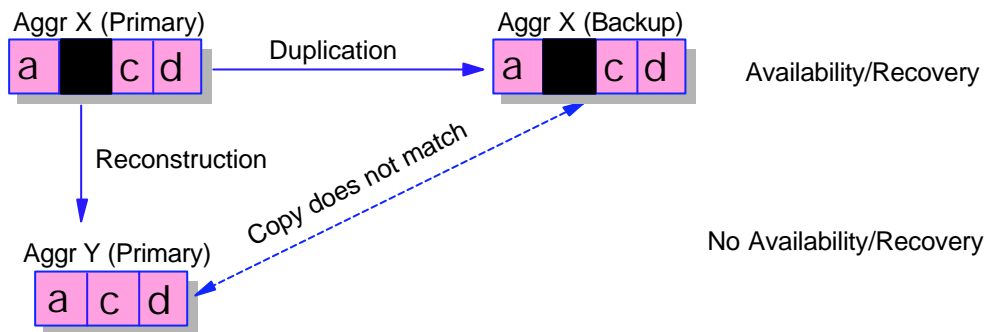 Aggr X (Primary)
Aggr X (Backup)
a c d
Duplication
a c d
Availability/Recovery
Reconstruction
Copy does not match
Aggr Y (Primary)
No Availability/Recovery
a c d